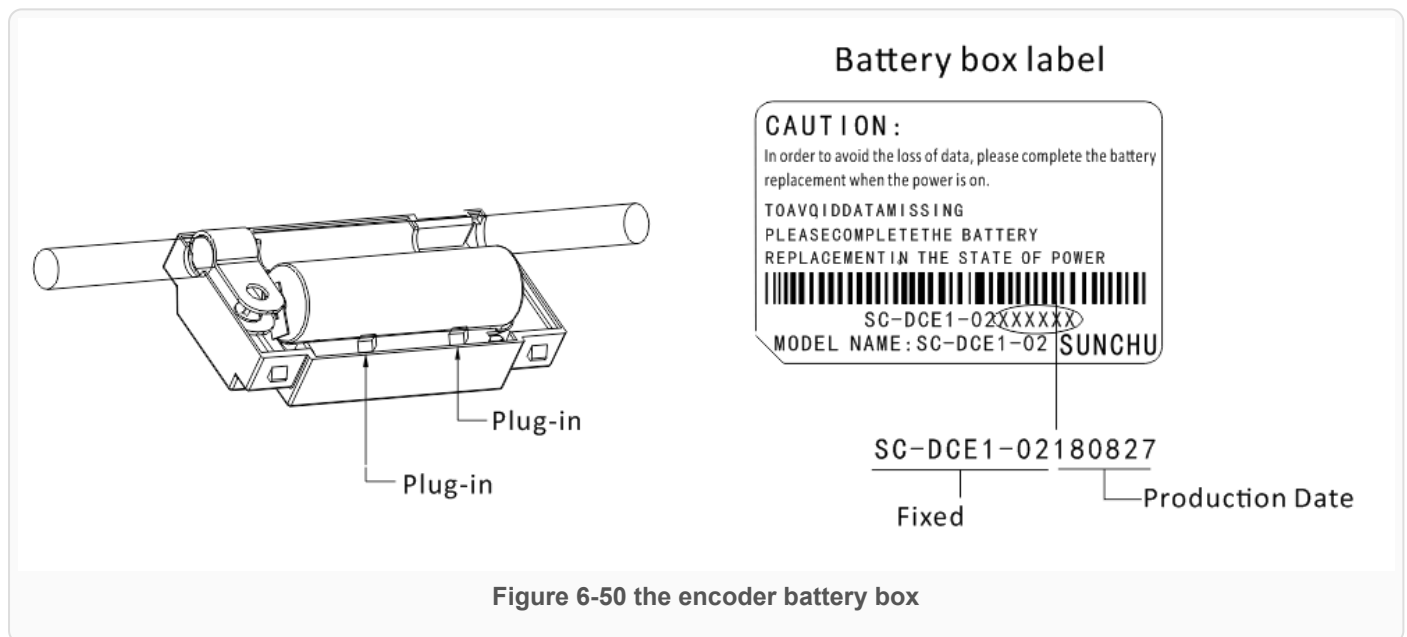 Battery box label
CAUTION:
In order to avoid the loss of data, please complete the battery
replacement when the power is on.
TOAVQIDDATAMISSING
PLEASECOMPLETETHE BATTERY
REPLACEMENTIN THE STATE OF POWER
SC-DCE1-02XXXXXX
MODEL NAME:SC-DCE1-02 SUNCHU
Plug-in
Plug-in
SC-DCE1-02180827
Fixed
Production Date
Figure 6-50 the encoder battery box